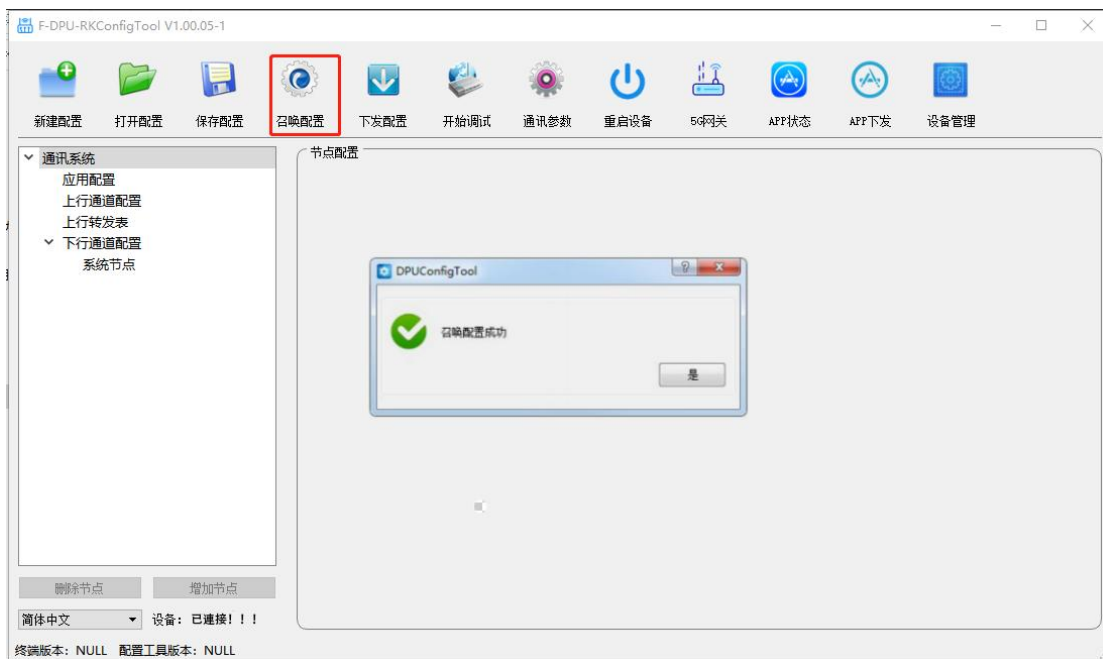 F-DPU-RKConfigTool V1.00.05-1
新建配置 打开配置 保存配置 召唤配置 下发配置 开始调试 通讯参数 重启设备 5G网关 APP状态 APP下发 设备管理
通讯系统
应用配置
上行通道配置
上行转发表
下行通道配置
系统节点
节点配置
DPUConfigTool
召唤配置成功
是
删除节点 增加节点
简体中文 设备: 已連接!!!
终端版本: NULL 配置工具版本: NULL